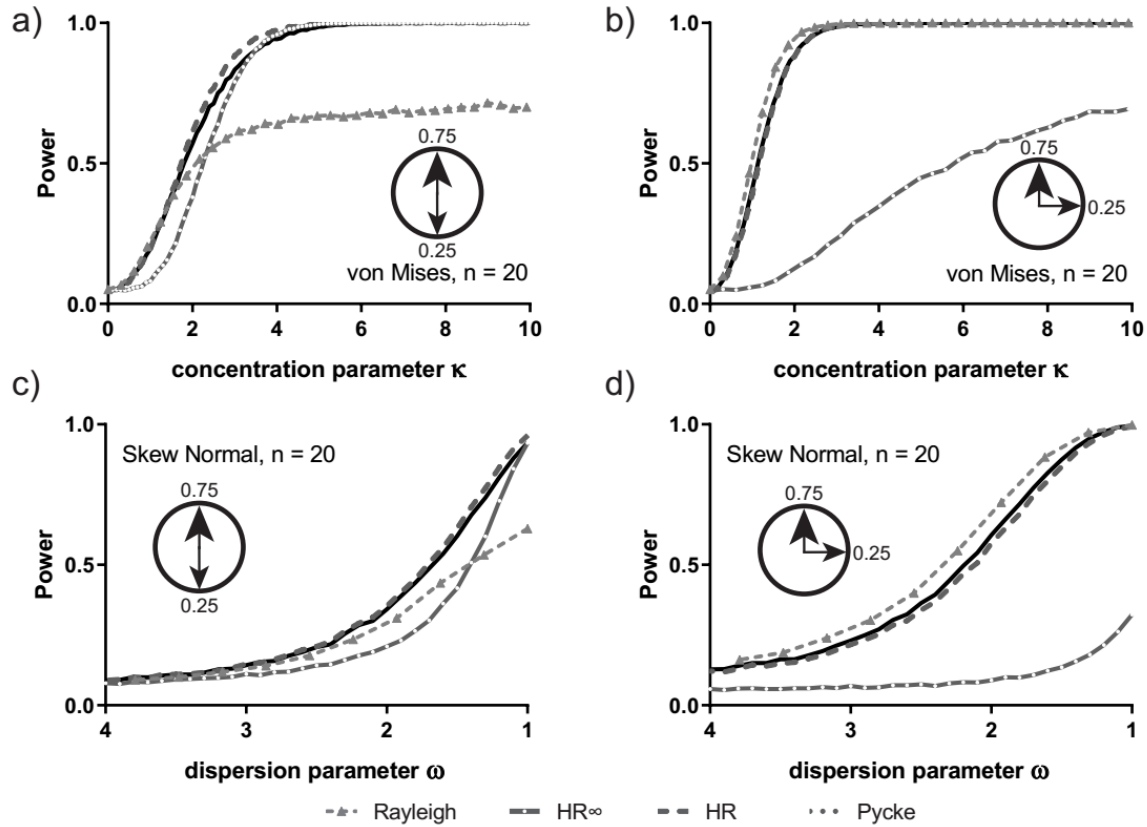 a)
1.0
0.5
0.0
Power
0.75
0.25
von Mises, n = 20
0 2 4 6 8 10
concentration parameter κ
b)
1.0
0.5
0.0
Power
0.75
0.25
von Mises, n = 20
0 2 4 6 8 10
concentration parameter κ
c)
1.0
0.5
0.0
Power
Skew Normal, n = 20
0.75
0.25
4 3 2 1
dispersion parameter ω
d)
1.0
0.5
0.0
Power
Skew Normal, n = 20
0.75
0.25
4 3 2 1
dispersion parameter ω
Rayleigh HR∞ HR Pycke